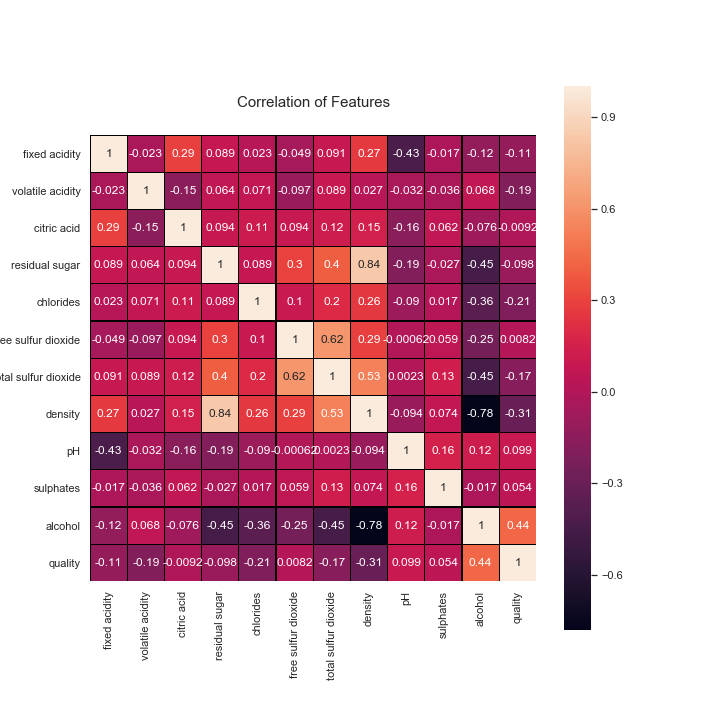 Correlation of Features
fixed acidity 1 -0.023 0.29 0.089 0.023 -0.049 0.091 0.27 -0.43 -0.017 -0.12 -0.11
volatile acidity -0.023 1 -0.15 0.064 0.071 -0.097 0.089 0.027 -0.032 -0.036 0.068 -0.19
citric acid 0.29 -0.15 1 0.094 0.11 0.094 0.12 0.15 -0.16 0.062 -0.076 -0.0092
residual sugar 0.089 0.064 0.094 1 0.089 0.3 0.4 0.84 -0.19 -0.027 -0.45 -0.098
chlorides 0.023 0.071 0.11 0.089 1 0.1 0.2 0.26 -0.09 0.017 -0.36 -0.21
ee sulfur dioxide -0.049 -0.097 0.094 0.3 0.1 1 0.62 0.29 -0.00062 0.059 -0.25 0.0082
otal sulfur dioxide 0.091 0.089 0.12 0.4 0.2 0.62 1 0.53 0.0023 0.13 -0.45 -0.17
density 0.27 0.027 0.15 0.84 0.26 0.29 0.53 1 -0.094 0.074 -0.78 -0.31
pH -0.43 -0.032 -0.16 -0.19 -0.09 -0.00062 0.0023 -0.094 1 0.16 0.12 0.099
sulphates -0.017 -0.036 0.062 -0.027 0.017 0.059 0.13 0.074 0.16 1 -0.017 0.054
alcohol -0.12 0.068 -0.076 -0.45 -0.36 -0.25 -0.45 -0.78 0.12 -0.017 1 0.44
quality -0.11 -0.19 -0.0092 -0.098 -0.21 0.0082 -0.17 -0.31 0.099 0.054 0.44 1
fixed acidity
volatile acidity
citric acid
residual sugar
chlorides
free sulfur dioxide
total sulfur dioxide
density
pH
sulphates
alcohol
quality
0.9
0.6
0.3
0.0
−0.3
−0.6